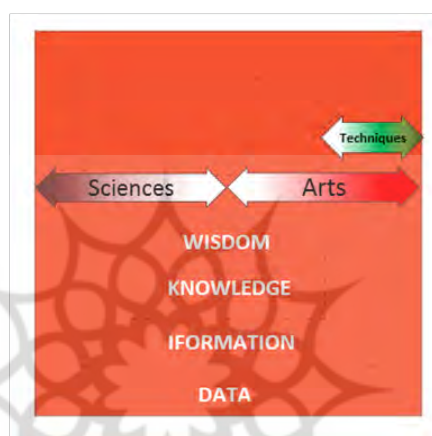 Techniques
Sciences Arts
WISDOM
KNOWLEDGE
IFORMATION
DATA